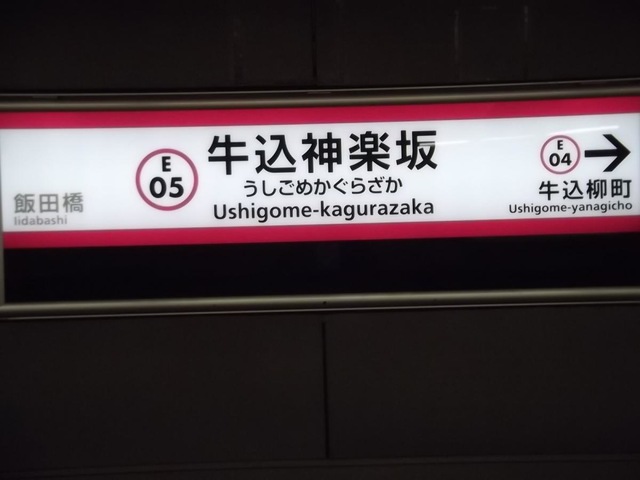 飯田橋
Iidabashi
E
05
牛込神楽坂
うしごめかぐらざか
Ushigome-kagurazaka
E
04
牛込柳町
Ushigome-yanagicho